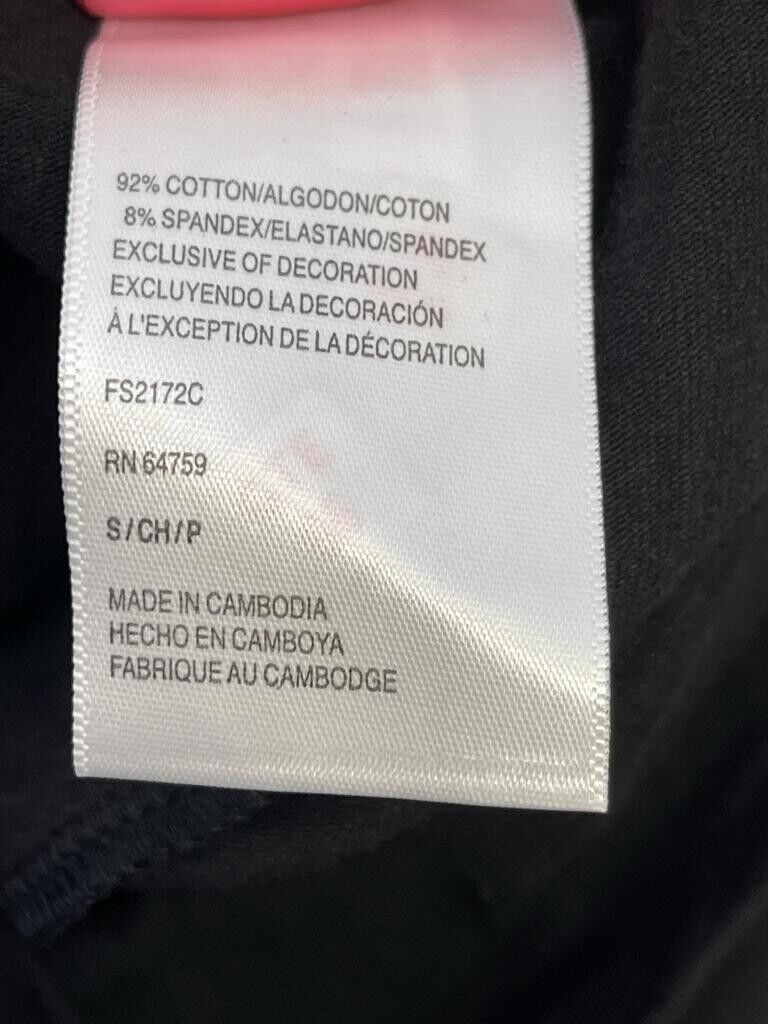 92% COTTON/ALGODON/COTON
8% SPANDEX/ELASTANO/SPANDEX
EXCLUSIVE OF DECORATION
EXCLUYENDO LA DECORACIÓN
À L'EXCEPTION DE LA DÉCORATION
FS2172C
RN 64759
S/CH/P
MADE IN CAMBODIA
HECHO EN CAMBOYA
FABRIQUE AU CAMBODGE